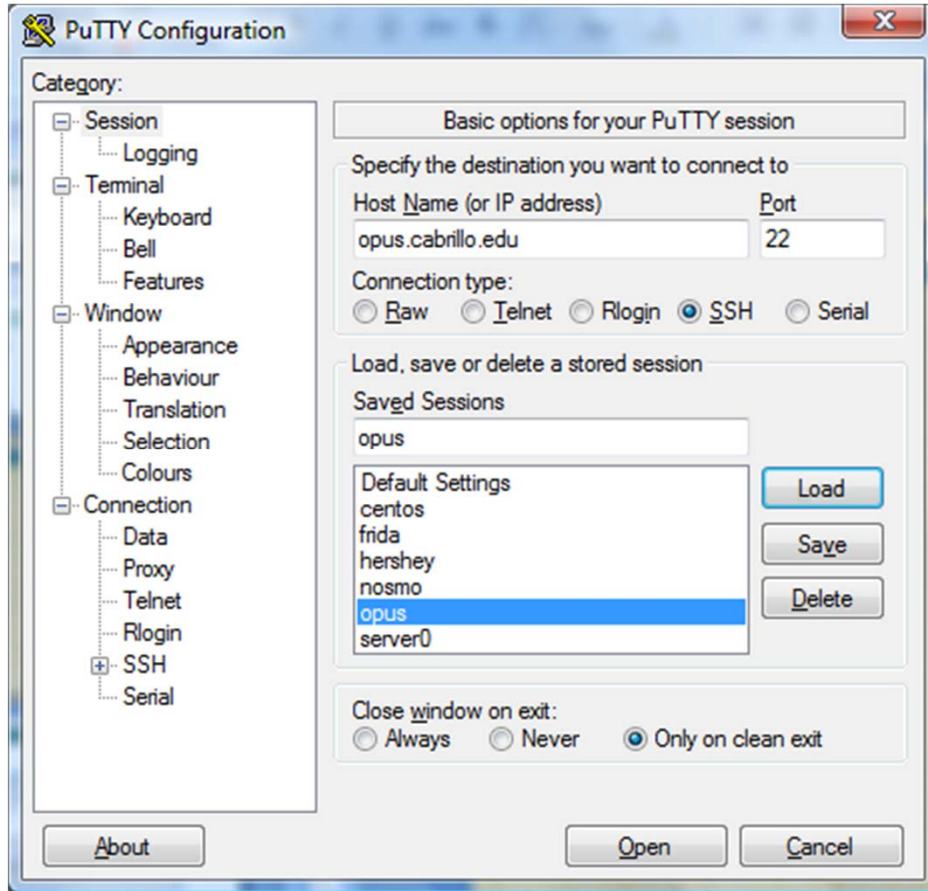 PuTTY Configuration
Category:
Session
Logging
Terminal
Keyboard
Bell
Features
Window
Appearance
Behaviour
Translation
Selection
Colours
Connection
Data
Proxy
Telnet
Rlogin
SSH
Serial
Basic options for your PuTTY session
Specify the destination you want to connect to
Host Name (or IP address) Port
opus.cabrillo.edu 22
Connection type:
Raw Telnet Rlogin SSH Serial
Load, save or delete a stored session
Saved Sessions
opus
Default Settings
centos
frida
hershey
nosmo
opus
server0
Load
Save
Delete
Close window on exit:
Always Never Only on clean exit
About Open Cancel